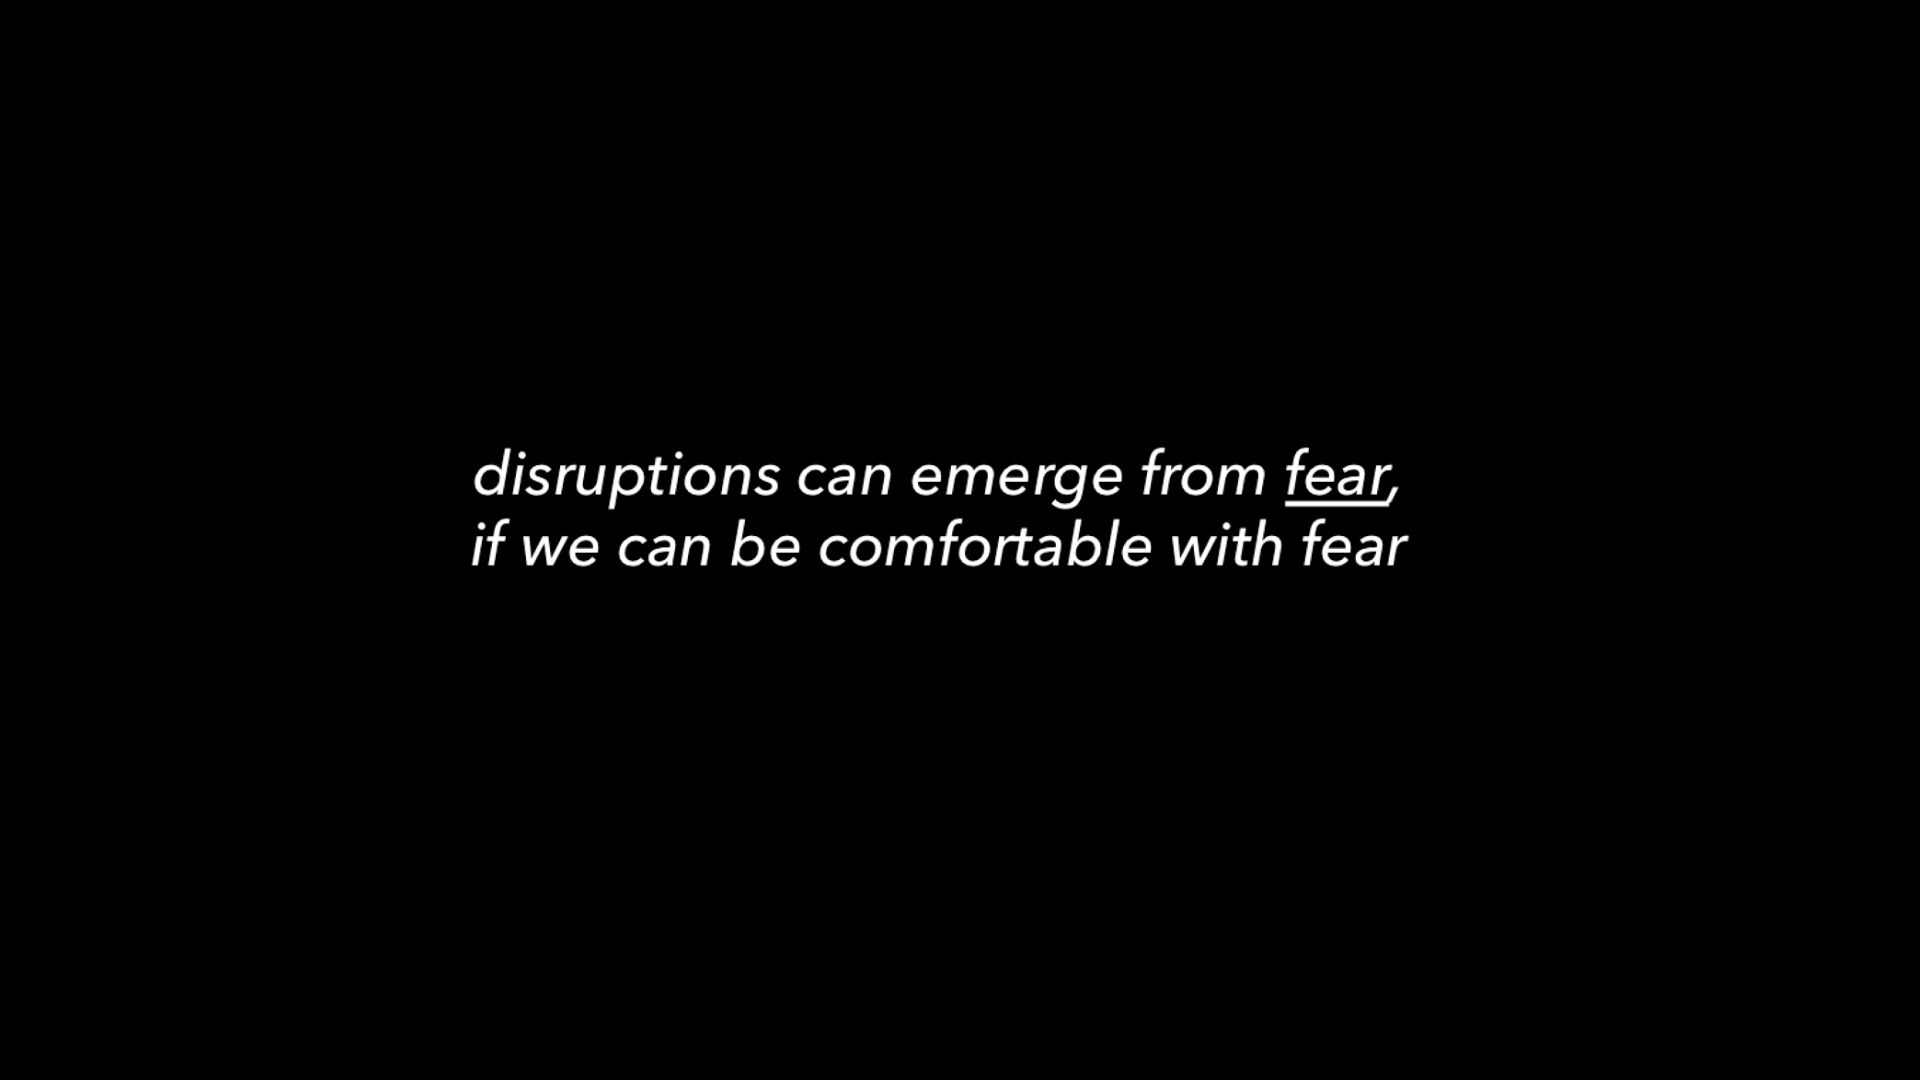 disruptions can emerge from fear,
if we can be comfortable with fear